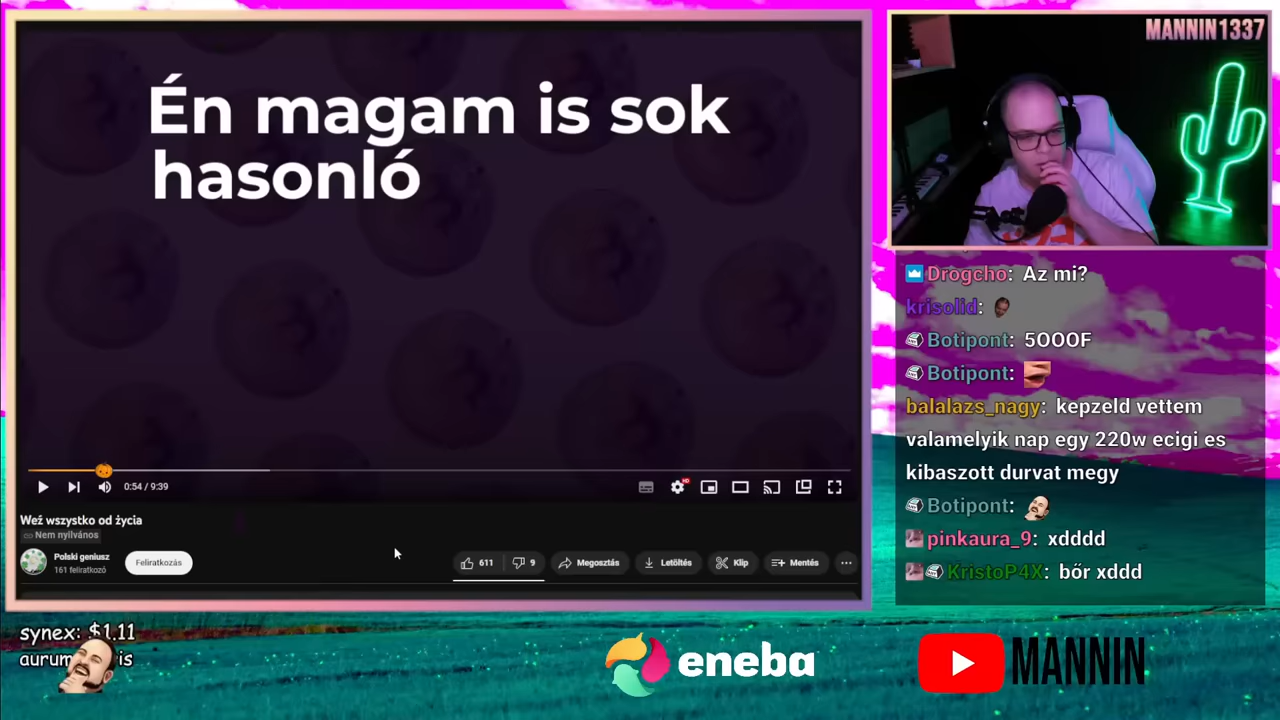 Én magam is sok
hasonló
0:54 / 9:39
HD
Weź wszystko od życia
Nem nyilvános
Polski geniusz
161 feliratkozó
Feliratkozás
611
9
Megosztás
Letöltés
Klip
Mentés
MANNIN1337
Drogcho: Az mi?
krisolid:
Botipont: 5OOOF
Botipont:
balalazs_nagy: kepzeld vettem
valamelyik nap egy 220w ecigi es
kibaszott durvat megy
Botipont:
pinkaura_9: xdddd
KristoP4X: bőr xddd
synex: $1.11
eneba
MANNIN